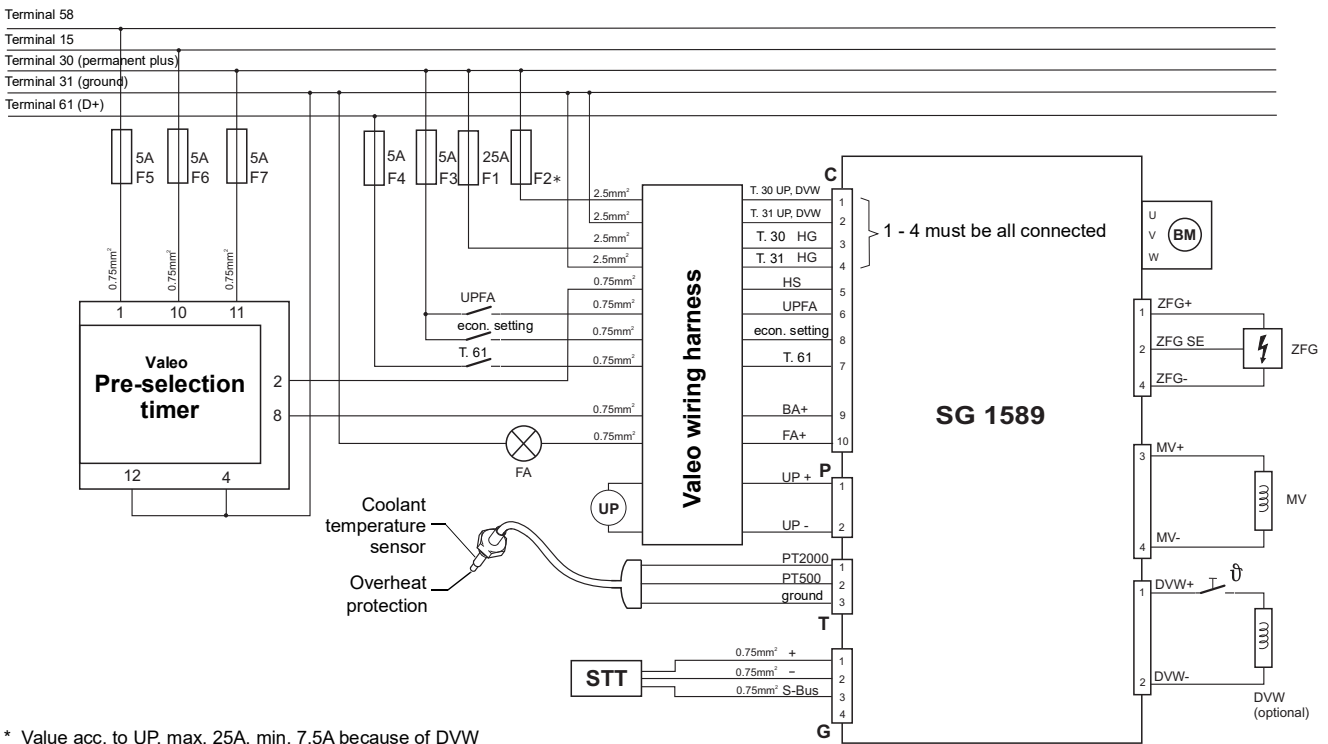 Terminal 58
Terminal 15
Terminal 30 (permanent plus)
Terminal 31 (ground)
Terminal 61 (D+)
5A
F5
5A
F6
5A
F7
5A
F4
5A
F3
25A
F1
F2*
0.75mm²
0.75mm²
0.75mm²
1 10 11
Valeo
Pre-selection
timer
2
8
12 4
UPFA
econ. setting
T. 61
FA
UP
2.5mm²
2.5mm²
2.5mm²
2.5mm²
0.75mm²
0.75mm²
0.75mm²
0.75mm²
0.75mm²
0.75mm²
Valeo wiring harness
C
T. 30 UP, DVW 1
T. 31 UP, DVW 2
T. 30 HG 3
T. 31 HG 4
HS 5
UPFA 6
econ. setting 8
T. 61 7
BA+ 9
FA+ 10
1 - 4 must be all connected
P
UP + 1
UP - 2
Coolant
temperature
sensor
Overheat
protection
PT2000 1
PT500 2
ground 3
T
STT
0.75mm² + 1
0.75mm² − 2
0.75mm² S-Bus 3
4
G
SG 1589
U
V
W
BM
1 ZFG+
2 ZFG SE
4 ZFG-
ZFG
3 MV+
4 MV-
MV
1 DVW+
ϑ
2 DVW-
DVW
(optional)
* Value acc. to UP, max. 25A, min. 7.5A because of DVW